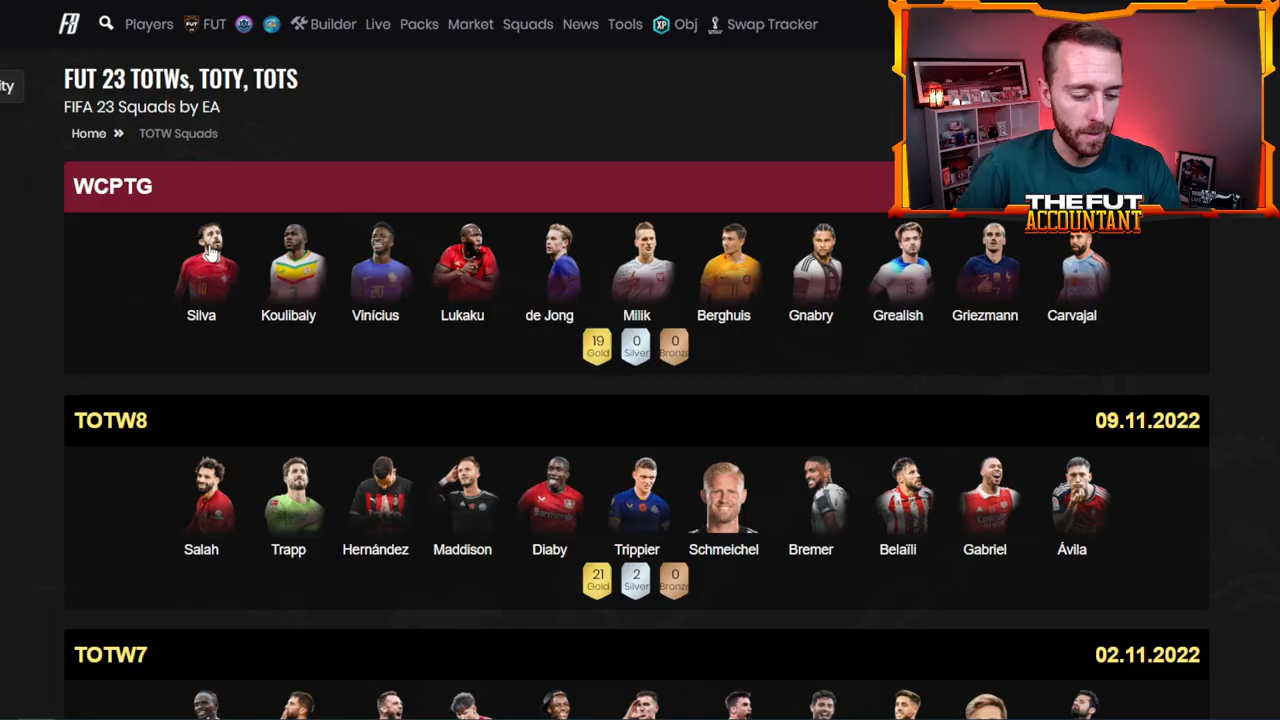 Players FUT Builder Live Packs Market Squads News Tools XP Obj Swap Tracker
ity
FUT 23 TOTWs, TOTY, TOTS
FIFA 23 Squads by EA
Home » TOTW Squads
THE FUT
ACCOUNTANT
WCPTG
Silva Koulibaly Vinícius Lukaku de Jong Milik Berghuis Gnabry Grealish Griezmann Carvajal
19 0 0
Gold Silver Bronze
TOTW8 09.11.2022
Salah Trapp Hernández Maddison Diaby Trippier Schmeichel Bremer Belaïli Gabriel Ávila
21 2 0
Gold Silver Bronze
TOTW7 02.11.2022